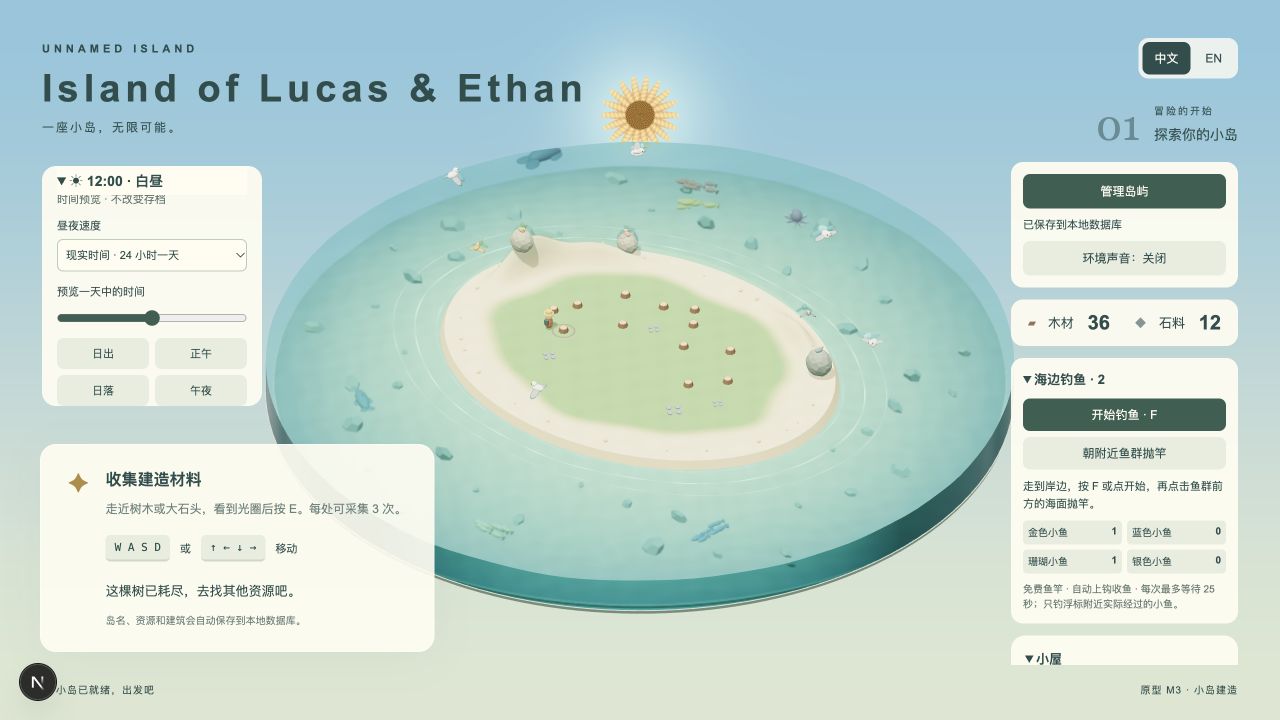 UNNAMED ISLAND
Island of Lucas & Ethan
一座小岛，无限可能。
中文 EN
01
冒险的开始
探索你的小岛
▼☀ 12:00 · 白昼
时间预览 · 不改变存档
昼夜速度
现实时间 · 24 小时一天
预览一天中的时间
日出 正午
日落 午夜
收集建造材料
走近树木或大石头，看到光圈后按 E。每处可采集 3 次。
W A S D 或 ↑ ← ↓ → 移动
这棵树已耗尽，去找其他资源吧。
岛名、资源和建筑会自动保存到本地数据库。
N
小岛已就绪，出发吧
管理岛屿
已保存到本地数据库
环境声音：关闭
木材 36 石料 12
▼海边钓鱼 · 2
开始钓鱼 · F
朝附近鱼群抛竿
走到岸边，按 F 或点开始，再点击鱼群前
方的海面抛竿。
金色小鱼 1 蓝色小鱼 0
珊瑚小鱼 1 银色小鱼 0
免费鱼竿 · 自动上钩收鱼 · 每次最多等待 25
秒；只钓浮标附近实际经过的小鱼。
▼小屋
原型 M3 · 小岛建造